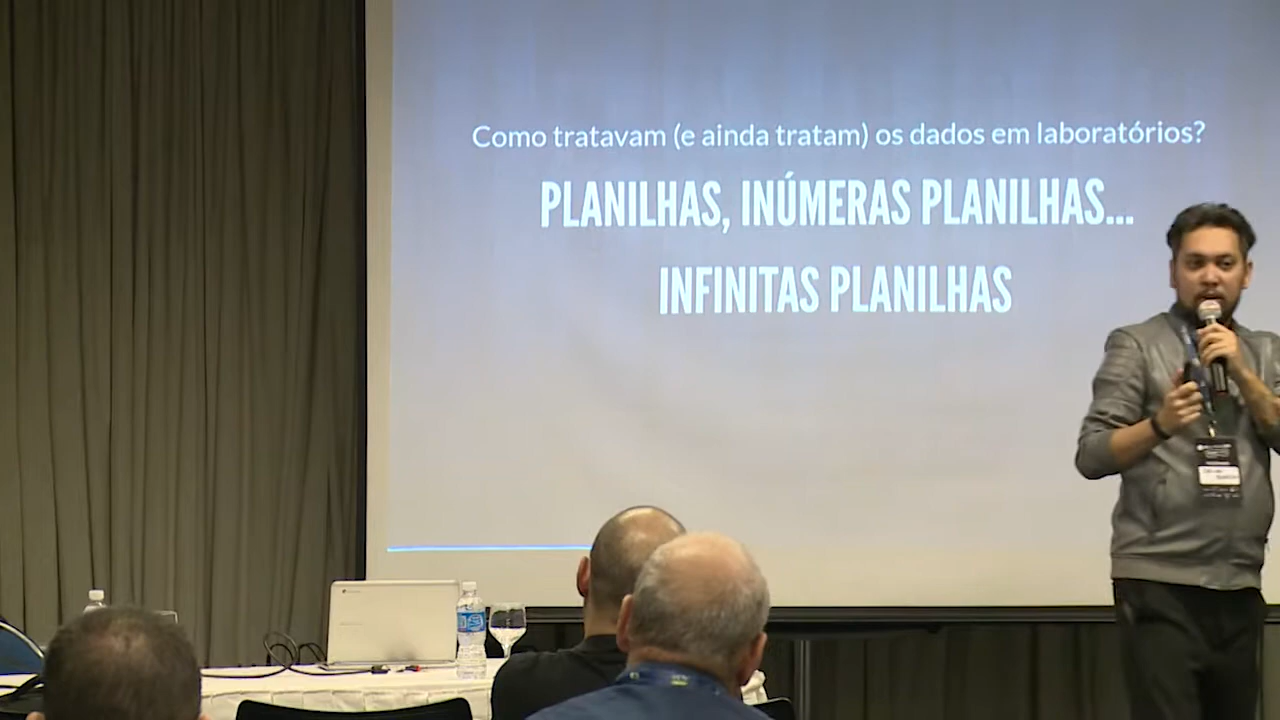 Como tratavam (e ainda tratam) os dados em laboratórios?
PLANILHAS, INÚMERAS PLANILHAS...
INFINITAS PLANILHAS